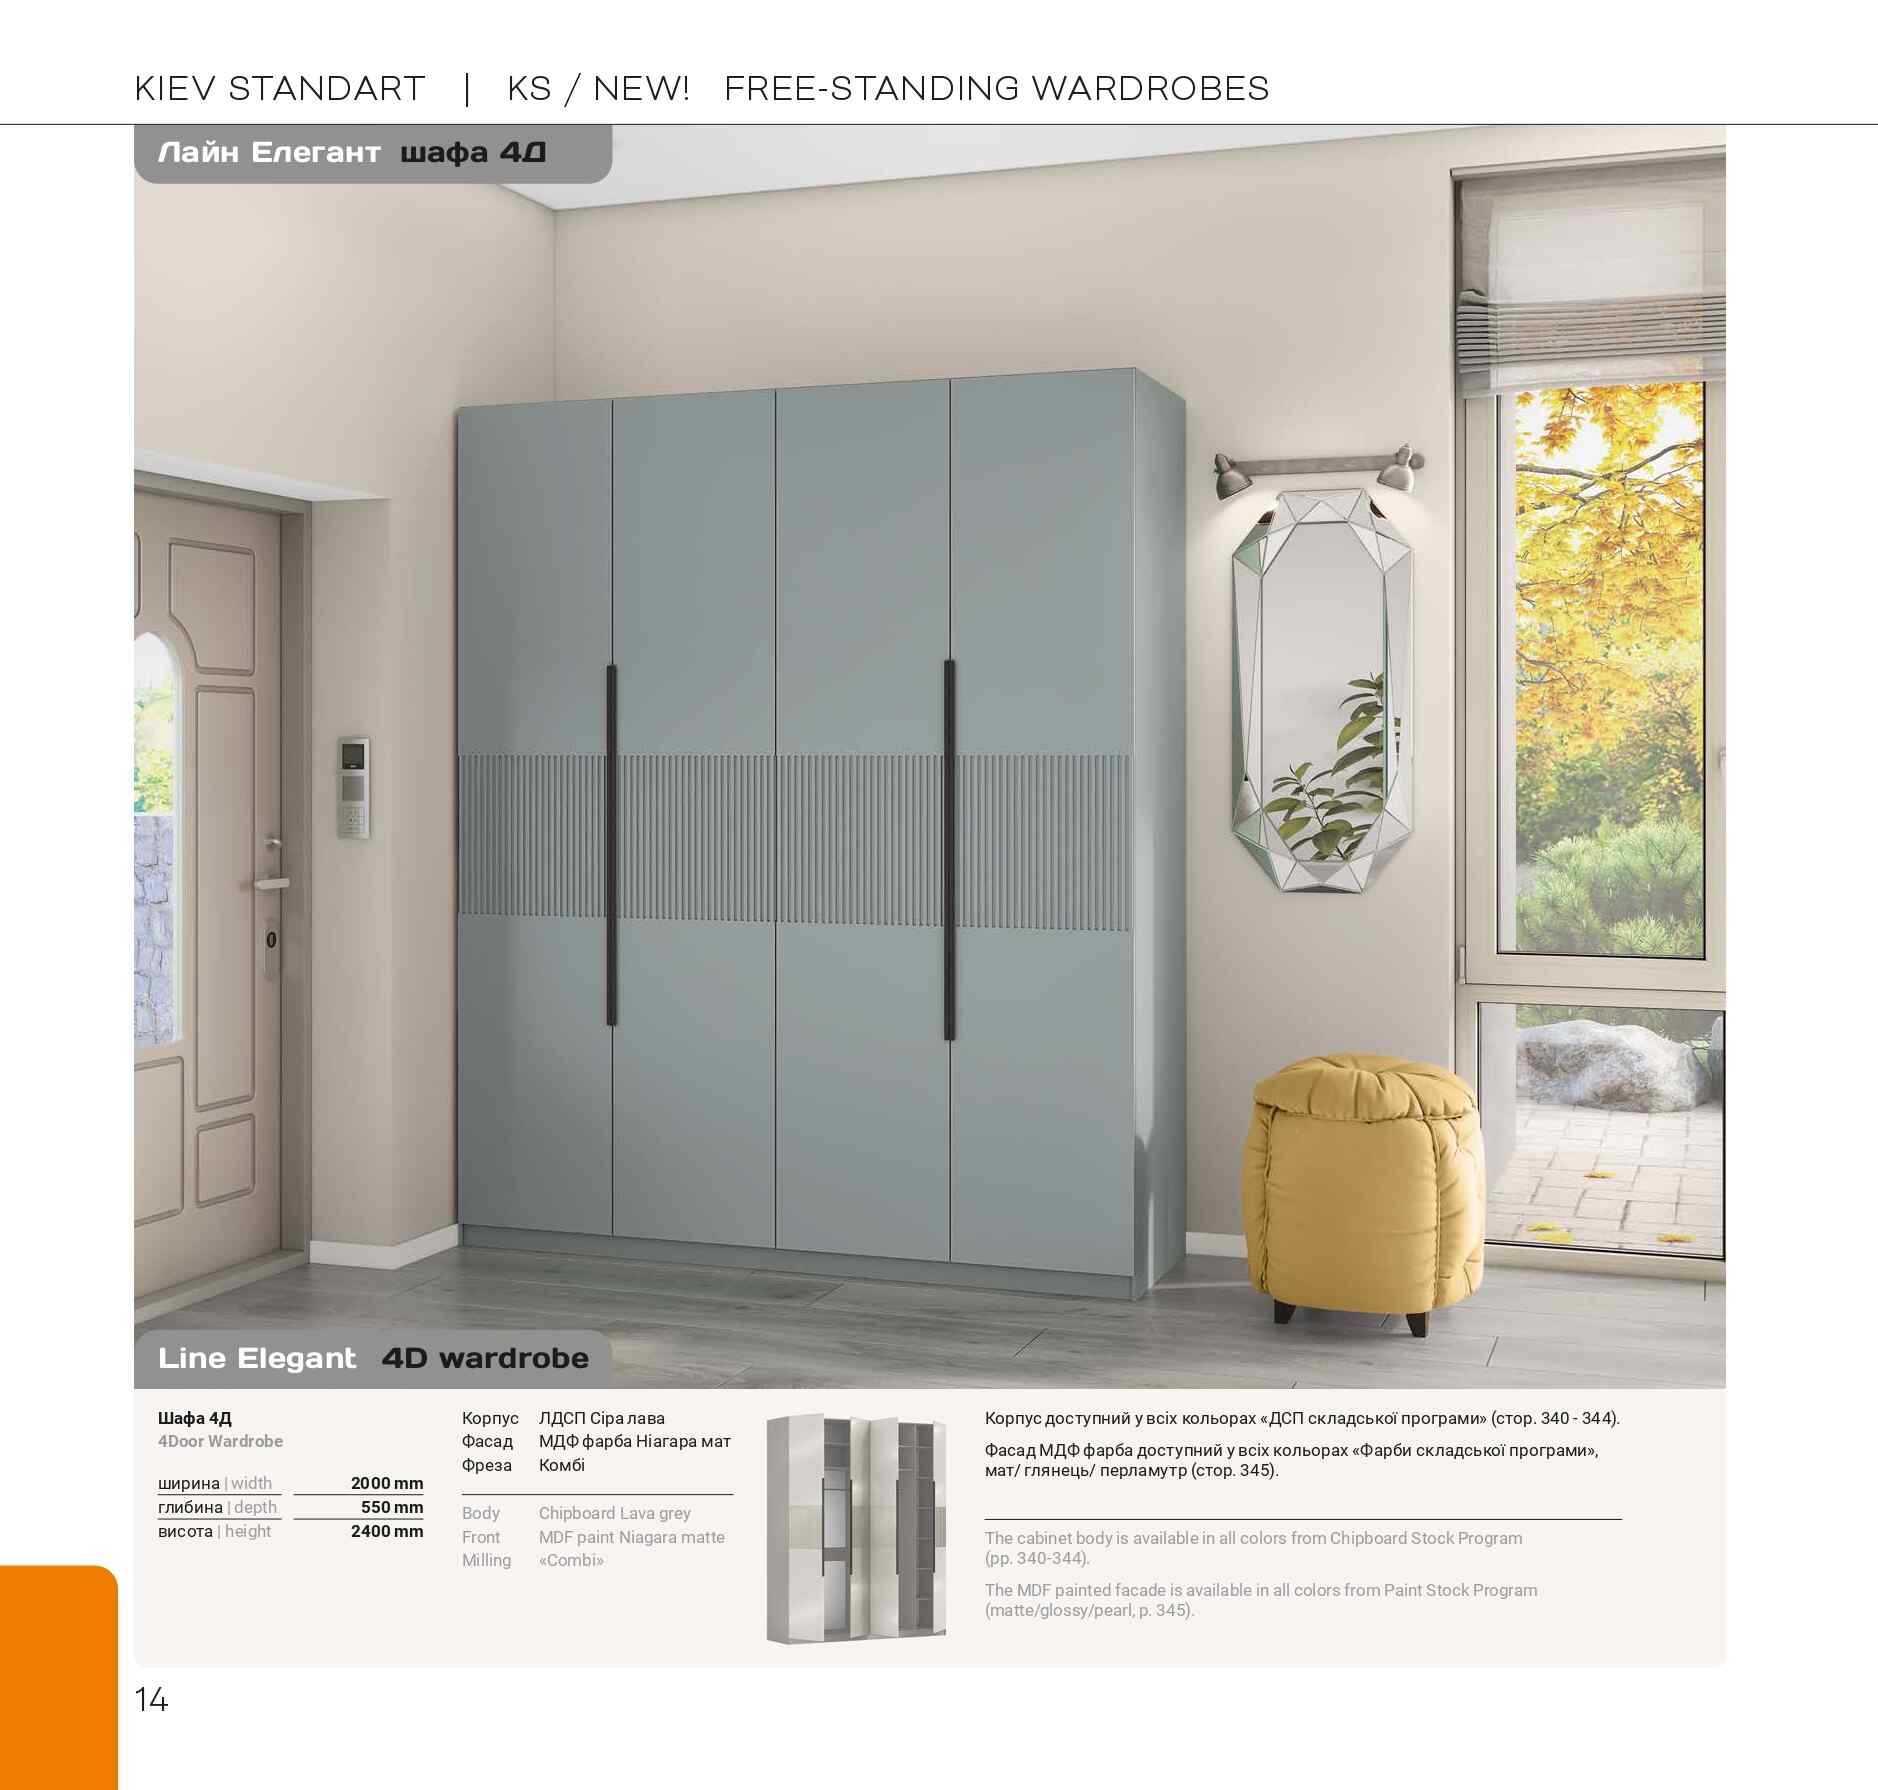 KIEV STANDART | KS / NEW! FREE-STANDING WARDROBES
Лайн Елегант шафа 4Д
Line Elegant 4D wardrobe
Шафа 4Д
4Door Wardrobe
ширина | width 2000 mm
глибина | depth 550 mm
висота | height 2400 mm
Корпус ЛДСП Сіра лава
Фасад МДФ фарба Ніагара мат
Фреза Комбі
Body Chipboard Lava grey
Front MDF paint Niagara matte
Milling «Combi»
Корпус доступний у всіх кольорах «ДСП складської програми» (стор. 340 - 344).
Фасад МДФ фарба доступний у всіх кольорах «Фарби складської програми»,
мат/ глянець/ перламутр (стор. 345).
The cabinet body is available in all colors from Chipboard Stock Program
(pp. 340-344).
The MDF painted facade is available in all colors from Paint Stock Program
(matte/glossy/pearl, p. 345).
14